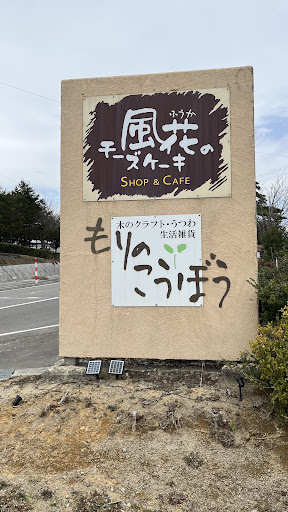 ふうか
風花の
チーズケーキ
SHOP & CAFE
木のクラフト・うつわ
生活雑貨
もりの
こうぼう